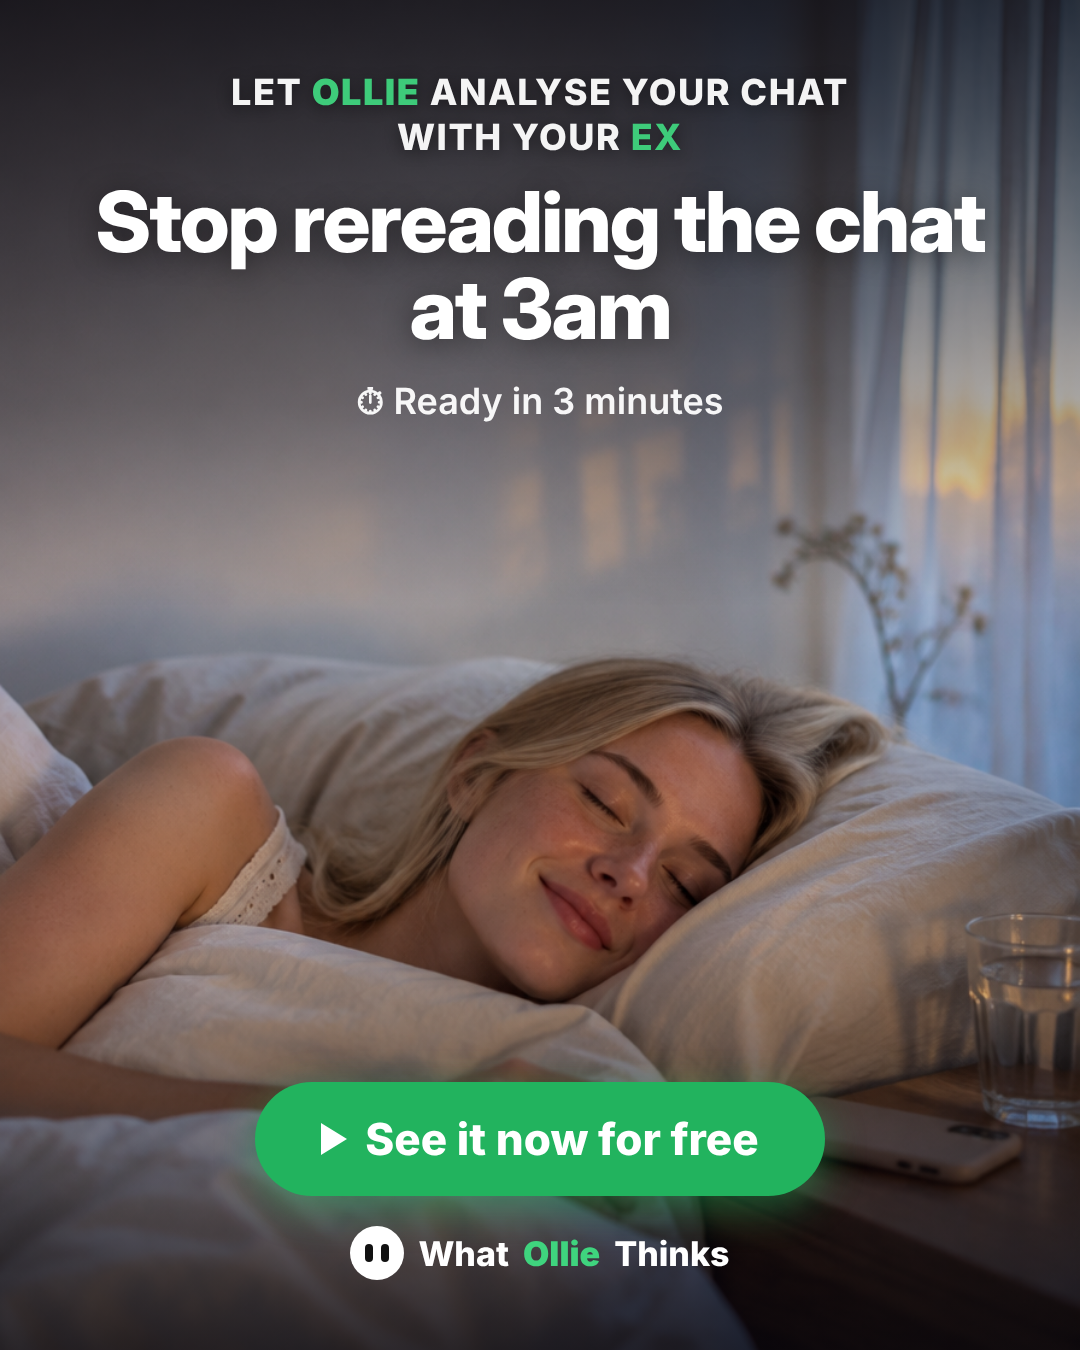 LET OLLIE ANALYSE YOUR CHAT
WITH YOUR EX
Stop rereading the chat
at 3am
⏱ Ready in 3 minutes
▶ See it now for free
What Ollie Thinks